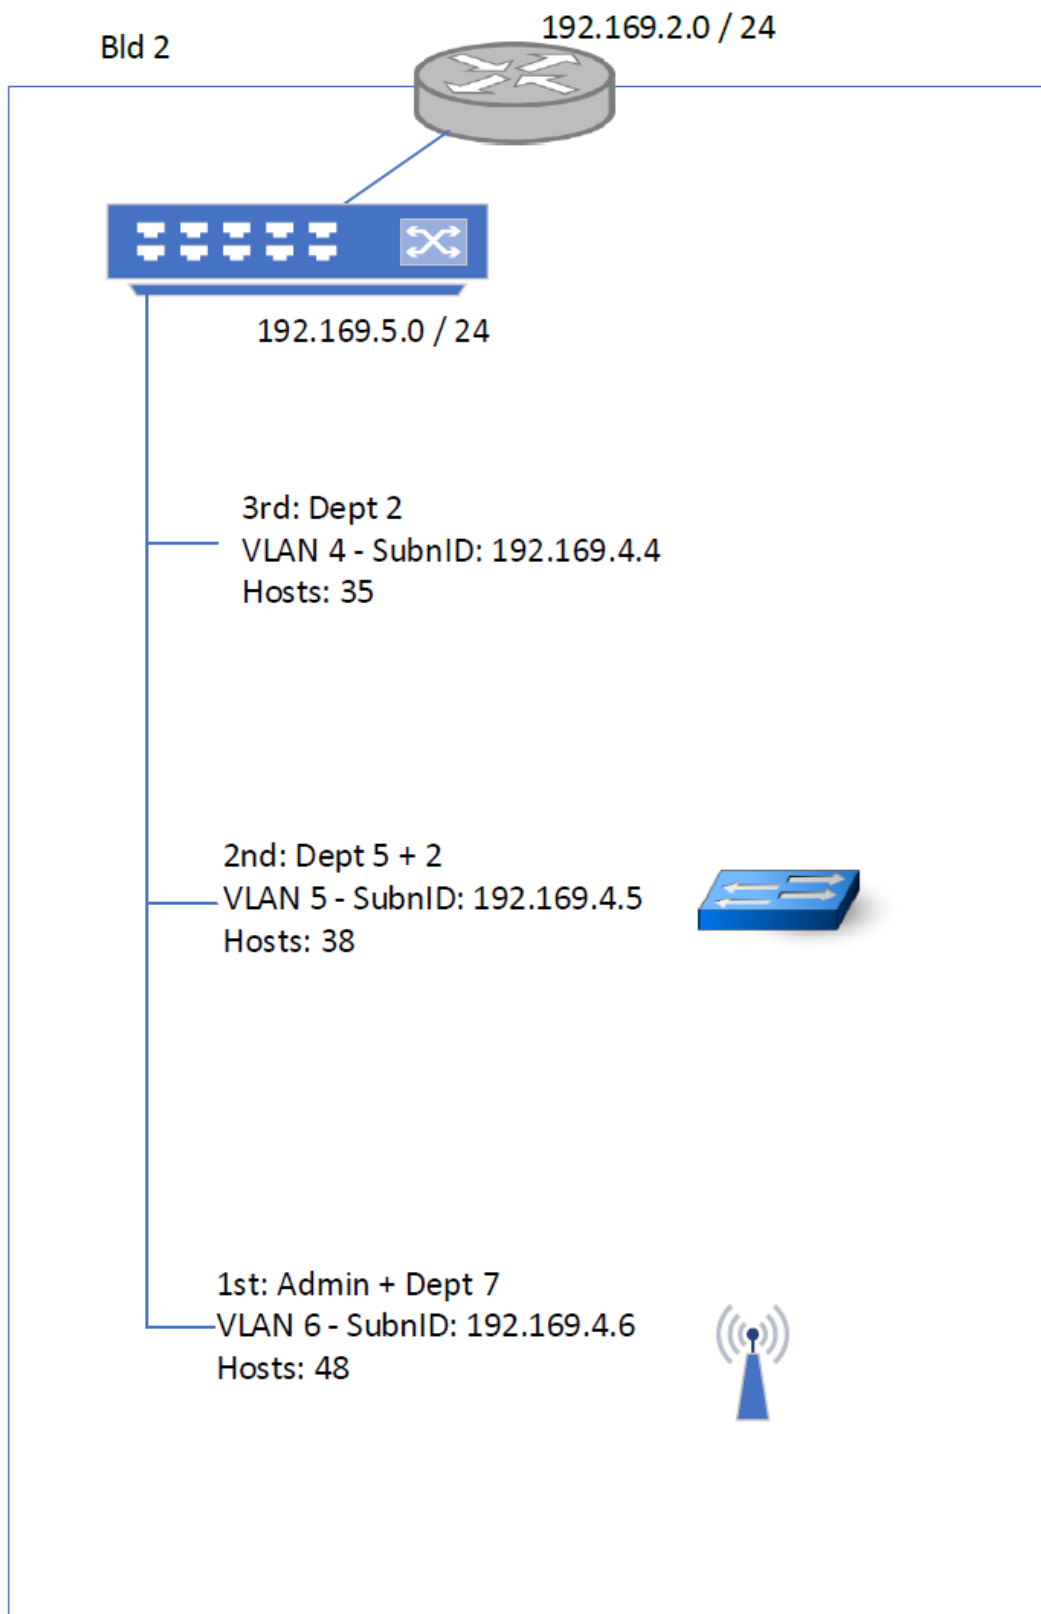 192.169.2.0 / 24
Bld 2
192.169.5.0 / 24
3rd: Dept 2
VLAN 4 - SubnID: 192.169.4.4
Hosts: 35
2nd: Dept 5 + 2
VLAN 5 - SubnID: 192.169.4.5
Hosts: 38
1st: Admin + Dept 7
VLAN 6 - SubnID: 192.169.4.6
Hosts: 48